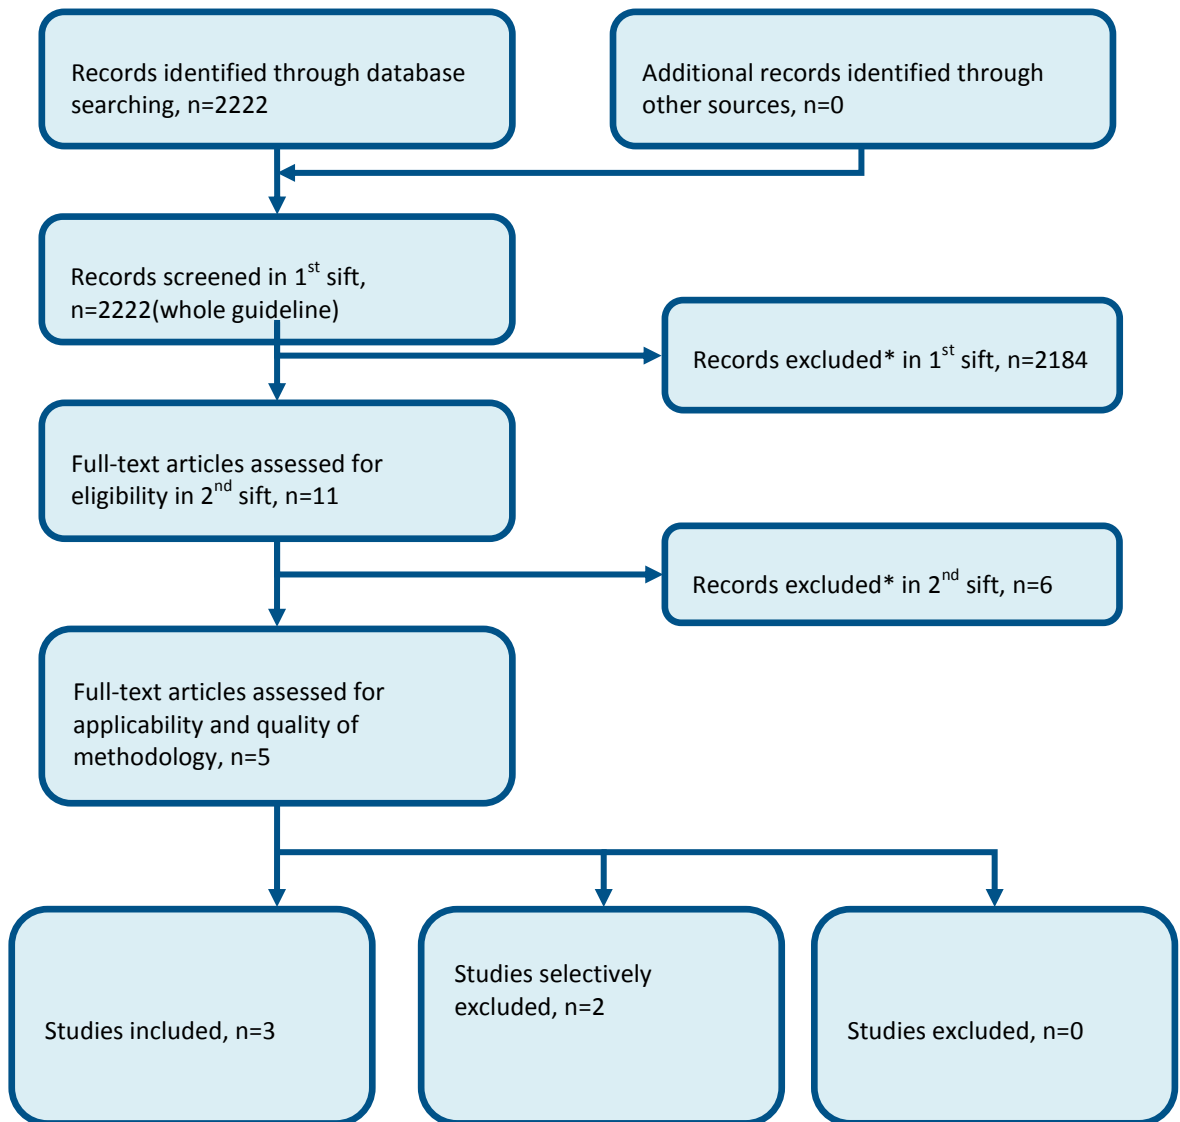 Records identified through database
searching, n=2222
Additional records identified through
other sources, n=0
Records screened in 1st sift,
n=2222(whole guideline)
Records excluded* in 1st sift, n=2184
Full-text articles assessed for
eligibility in 2nd sift, n=11
Records excluded* in 2nd sift, n=6
Full-text articles assessed for
applicability and quality of
methodology, n=5
Studies included, n=3
Studies selectively
excluded, n=2
Studies excluded, n=0